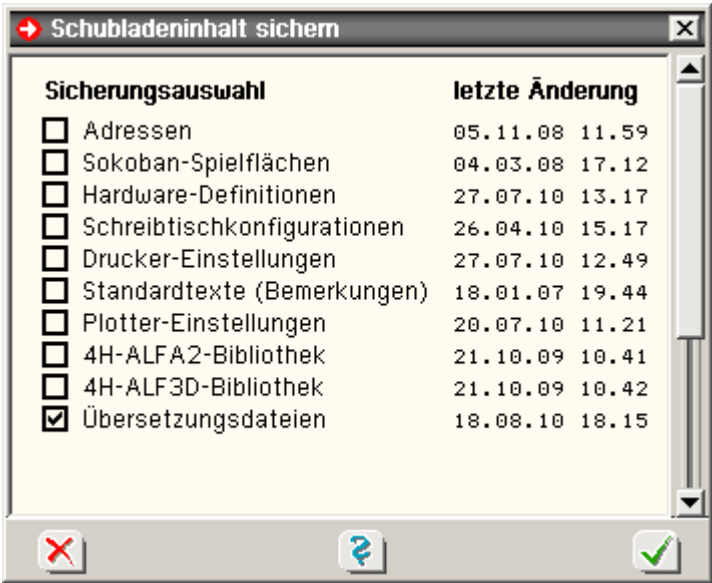 Schubladeninhalt sichern
Sicherungsauswahl letzte Änderung
Adressen 05.11.08 11.59
Sokoban-Spielflächen 04.03.08 17.12
Hardware-Definitionen 27.07.10 13.17
Schreibtischkonfigurationen 26.04.10 15.17
Drucker-Einstellungen 27.07.10 12.49
Standardtexte (Bemerkungen) 18.01.07 19.44
Plotter-Einstellungen 20.07.10 11.21
4H-ALFA2-Bibliothek 21.10.09 10.41
4H-ALF3D-Bibliothek 21.10.09 10.42
Übersetzungsdateien 18.08.10 18.15